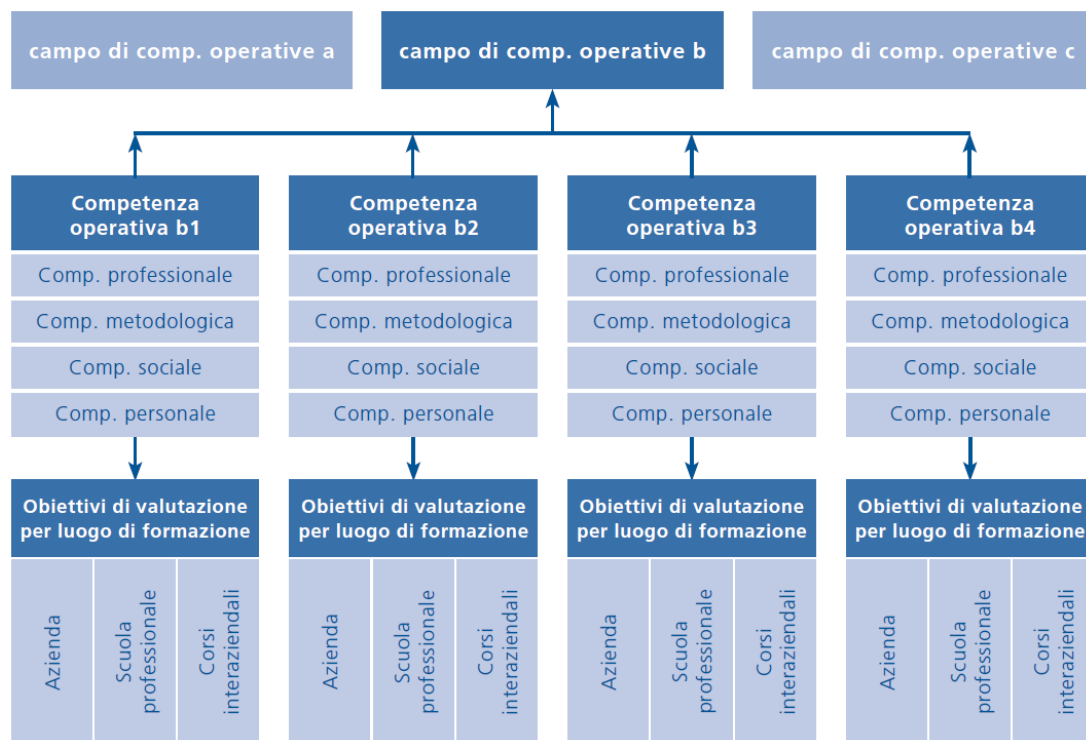 campo di comp. operative a
campo di comp. operative b
campo di comp. operative c
Competenza
operativa b1
Comp. professionale
Comp. metodologica
Comp. sociale
Comp. personale
Obiettivi di valutazione
per luogo di formazione
Azienda
Scuola
professionale
Corsi
interaziendali
Competenza
operativa b2
Comp. professionale
Comp. metodologica
Comp. sociale
Comp. personale
Obiettivi di valutazione
per luogo di formazione
Azienda
Scuola
professionale
Corsi
interaziendali
Competenza
operativa b3
Comp. professionale
Comp. metodologica
Comp. sociale
Comp. personale
Obiettivi di valutazione
per luogo di formazione
Azienda
Scuola
professionale
Corsi
interaziendali
Competenza
operativa b4
Comp. professionale
Comp. metodologica
Comp. sociale
Comp. personale
Obiettivi di valutazione
per luogo di formazione
Azienda
Scuola
professionale
Corsi
interaziendali